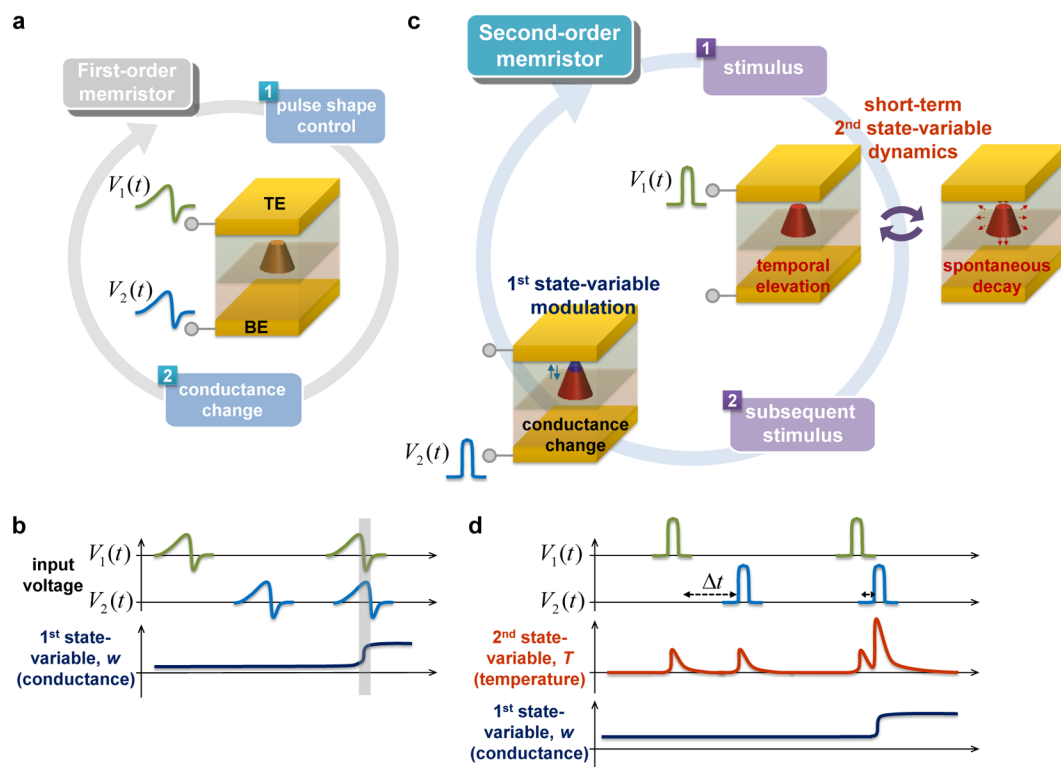 a
First-order
memristor
1
pulse shape
control
V₁(t)
TE
V₂(t)
BE
2
conductance
change
b
input
voltage
V₁(t)
V₂(t)
1st state-
variable, w
(conductance)
c
Second-order
memristor
1
stimulus
short-term
2nd state-variable
dynamics
V₁(t)
temporal
elevation
spontaneous
decay
1st state-variable
modulation
conductance
change
V₂(t)
2
subsequent
stimulus
d
V₁(t)
Δt
V₂(t)
2nd state-
variable, T
(temperature)
1st state-
variable, w
(conductance)